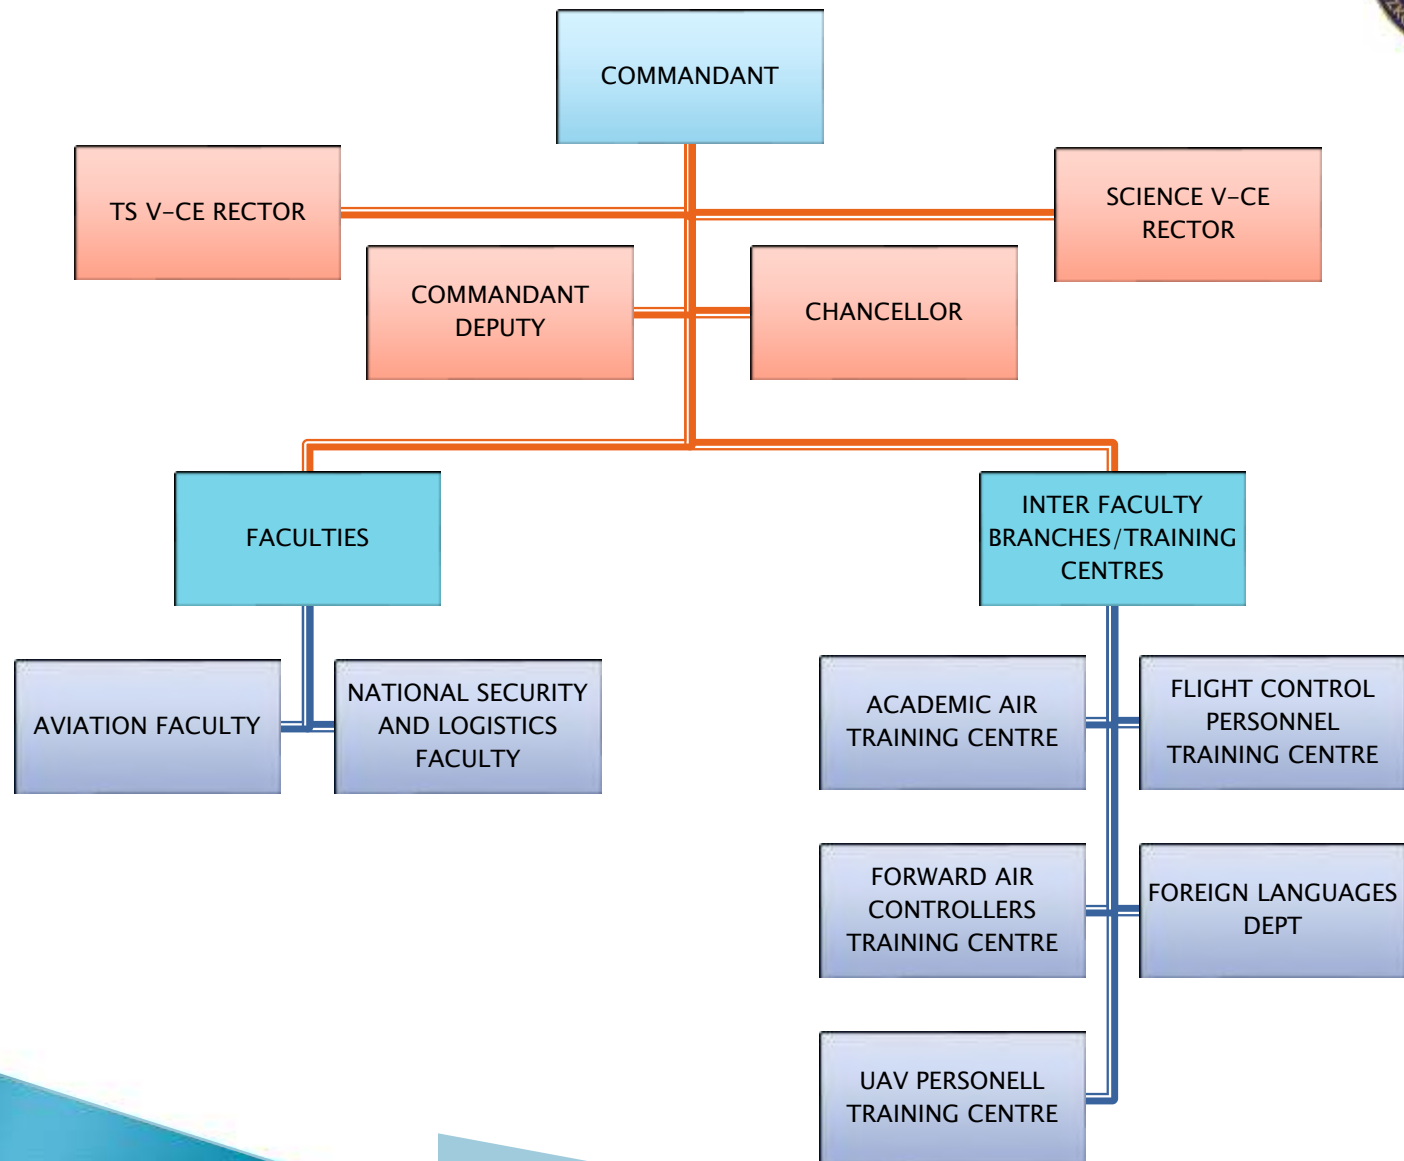 COMMANDANT
TS V-CE RECTOR
SCIENCE V-CE
RECTOR
COMMANDANT
DEPUTY
CHANCELLOR
FACULTIES
INTER FACULTY
BRANCHES/TRAINING
CENTRES
AVIATION FACULTY
NATIONAL SECURITY
AND LOGISTICS
FACULTY
ACADEMIC AIR
TRAINING CENTRE
FLIGHT CONTROL
PERSONNEL
TRAINING CENTRE
FORWARD AIR
CONTROLLERS
TRAINING CENTRE
FOREIGN LANGUAGES
DEPT
UAV PERSONELL
TRAINING CENTRE